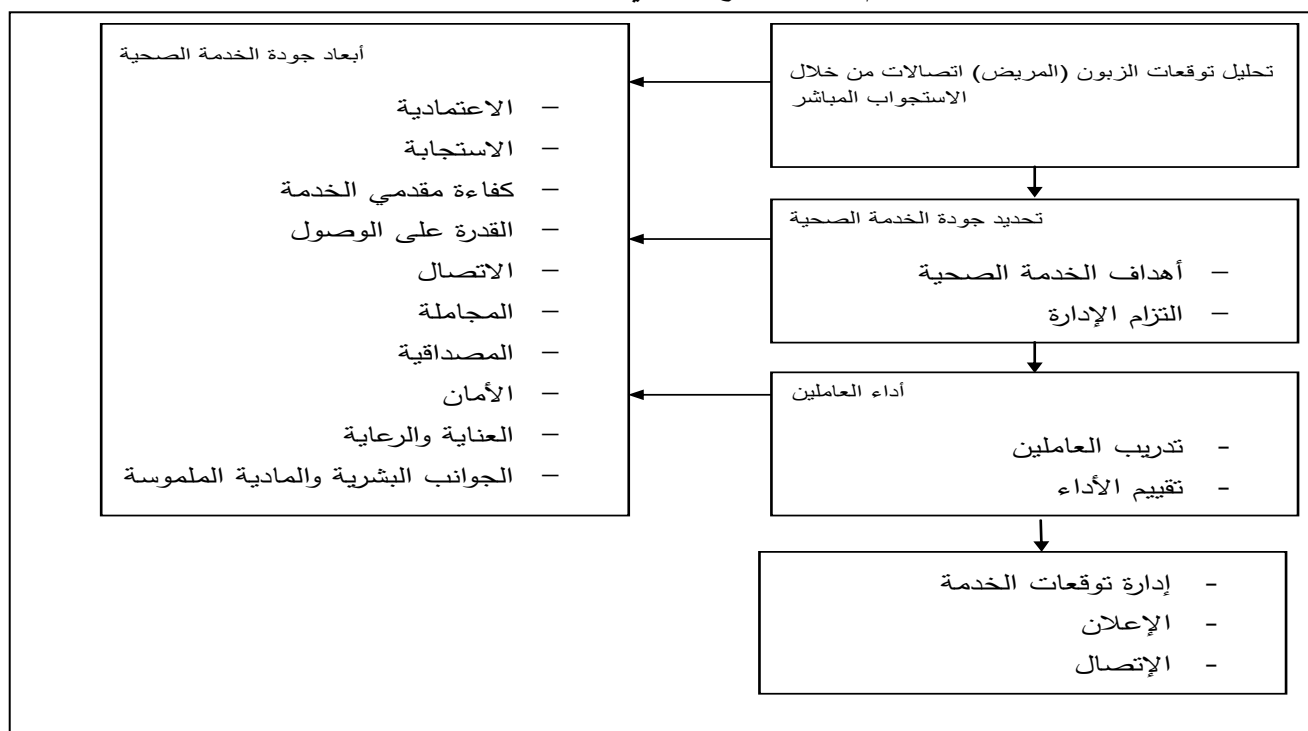 تحليل توقعات الزبون (المريض) اتصالات من خلال
الاستجواب المباشر
تحديد جودة الخدمة الصحية
– أهداف الخدمة الصحية
– التزام الإدارة
أداء العاملين
- تدريب العاملين
- تقييم الأداء
- إدارة توقعات الخدمة
- الإعلان
- الإتصال
أبعاد جودة الخدمة الصحية
– الاعتمادية
– الاستجابة
– كفاءة مقدمي الخدمة
– القدرة على الوصول
– الاتصال
– المجاملة
– المصداقية
– الأمان
– العناية والرعاية
– الجوانب البشرية والمادية الملموسة